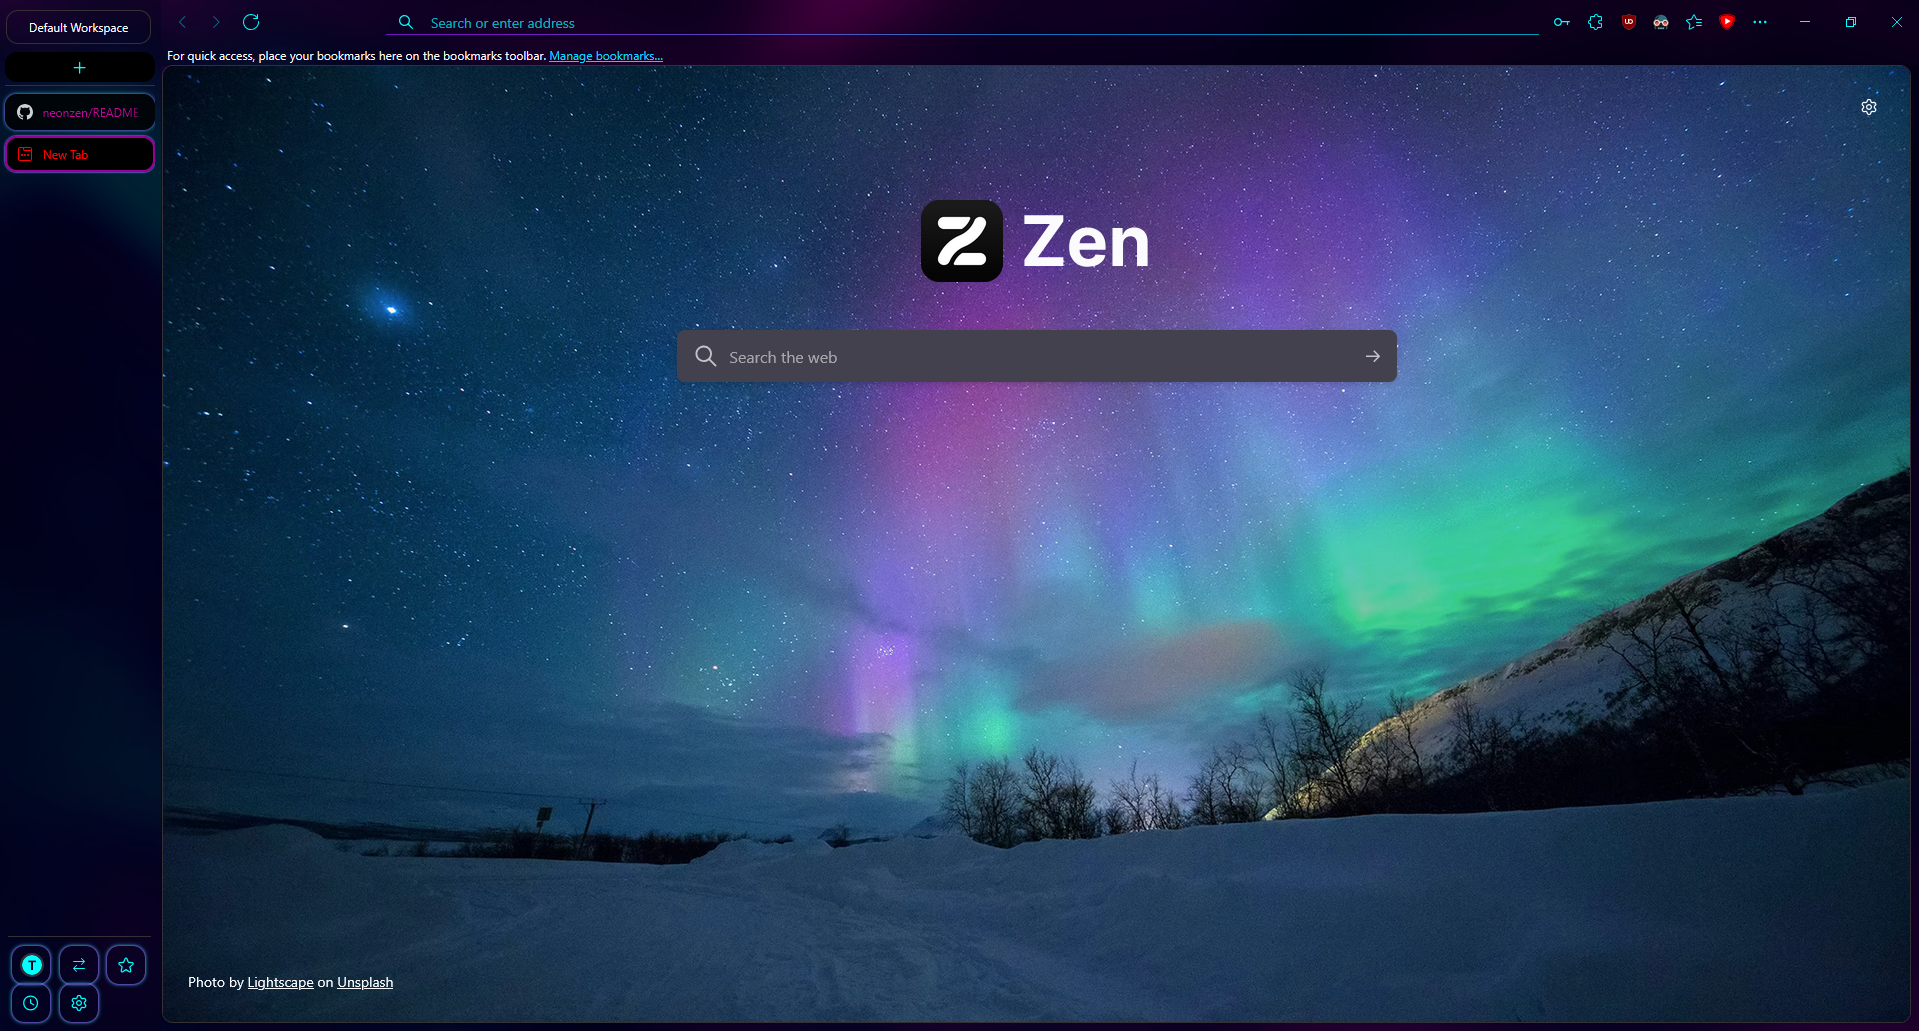 Default Workspace
Search or enter address
For quick access, place your bookmarks here on the bookmarks toolbar. Manage bookmarks...
neonzen/README
New Tab
Zen
Search the web
Photo by Lightscape on Unsplash
T